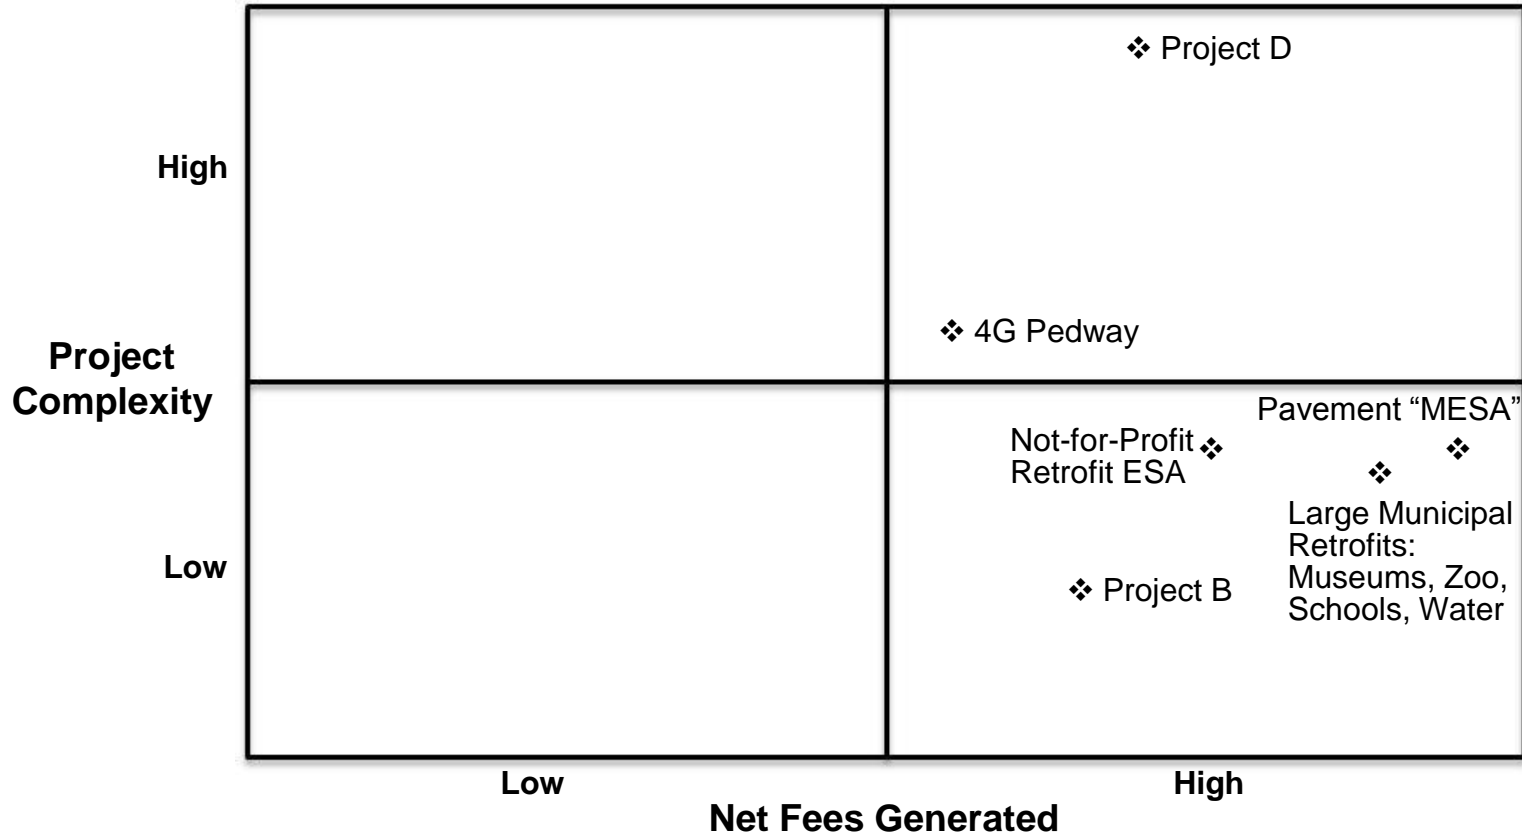 Project D
High
4G Pedway
Project
Complexity
Pavement “MESA”
Not-for-Profit
Retrofit ESA
Large Municipal
Retrofits:
Museums, Zoo,
Schools, Water
Low
Project B
Low
High
Net Fees Generated